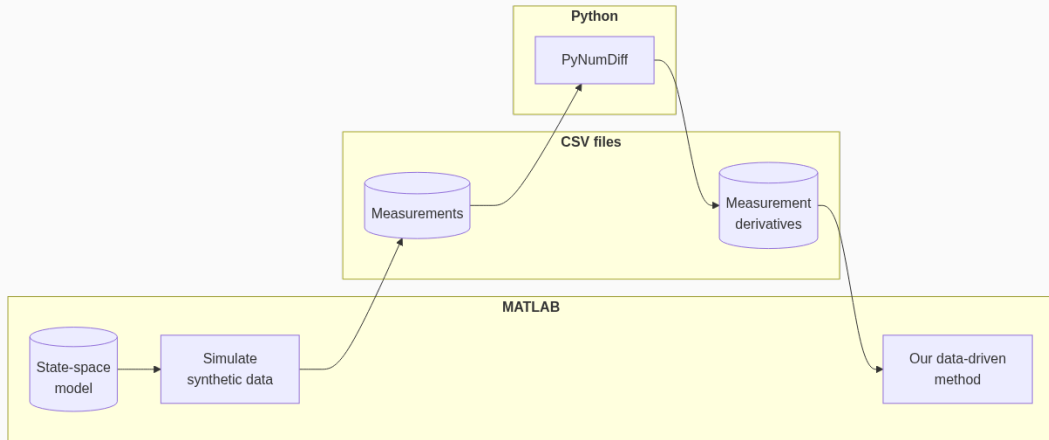 Python
PyNumDiff
CSV files
Measurements
Measurement
derivatives
MATLAB
State-space
model
Simulate
synthetic data
Our data-driven
method